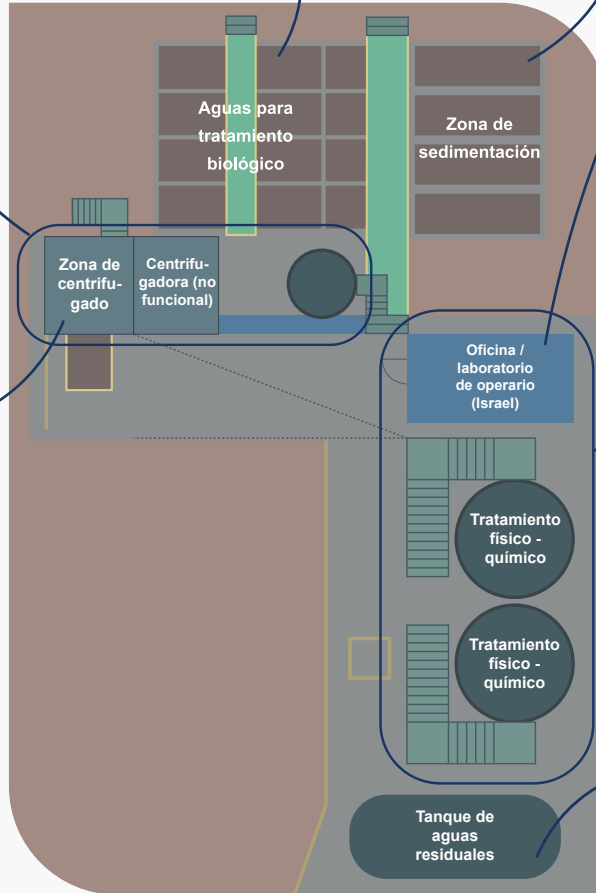 Aguas para
tratamiento
biológico
Zona de
sedimentación
Zona de
centrifu-
gado
Centrifu-
gadora (no
funcional)
Oficina /
laboratorio
de operario
(Israel)
Tratamiento
físico -
químico
Tratamiento
físico -
químico
Tanque de
aguas
residuales